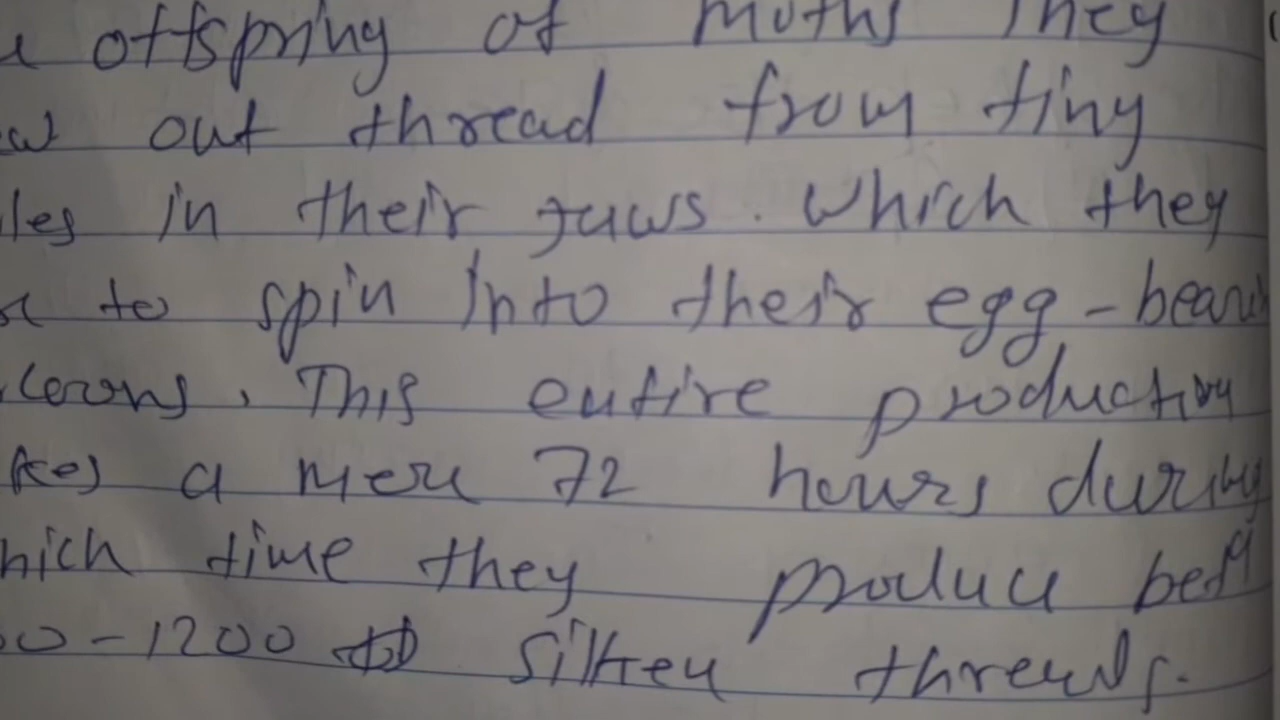 offspring of moths They
out thread from tiny
in their jaws. which they
to spin into their egg-bearin
This entire production
a mere 72 hours during
time they produce
-1200 silken threads.